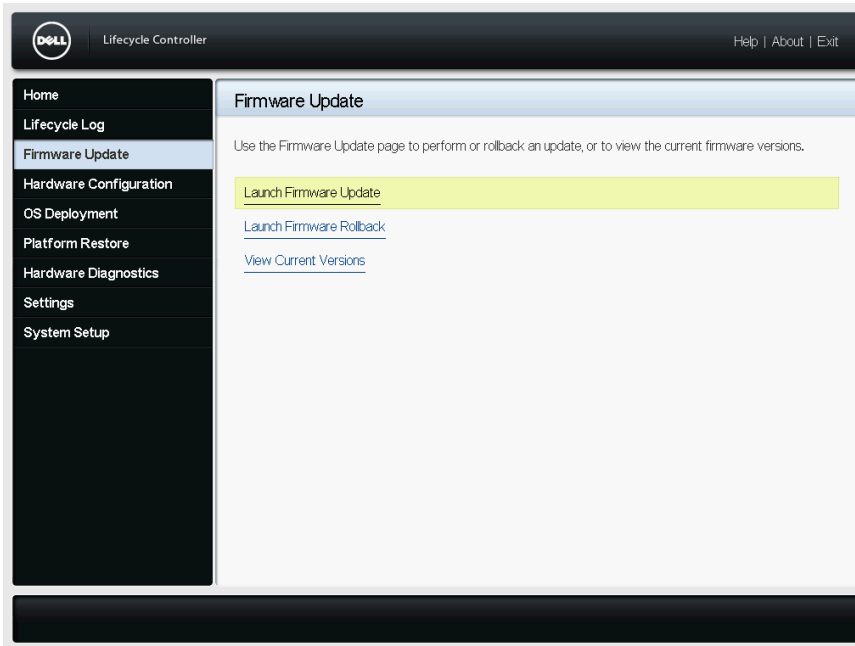 DELL
Lifecycle Controller
Help | About | Exit
Home
Lifecycle Log
Firmware Update
Hardware Configuration
OS Deployment
Platform Restore
Hardware Diagnostics
Settings
System Setup
Firmware Update
Use the Firmware Update page to perform or rollback an update, or to view the current firmware versions.
Launch Firmware Update
Launch Firmware Rollback
View Current Versions